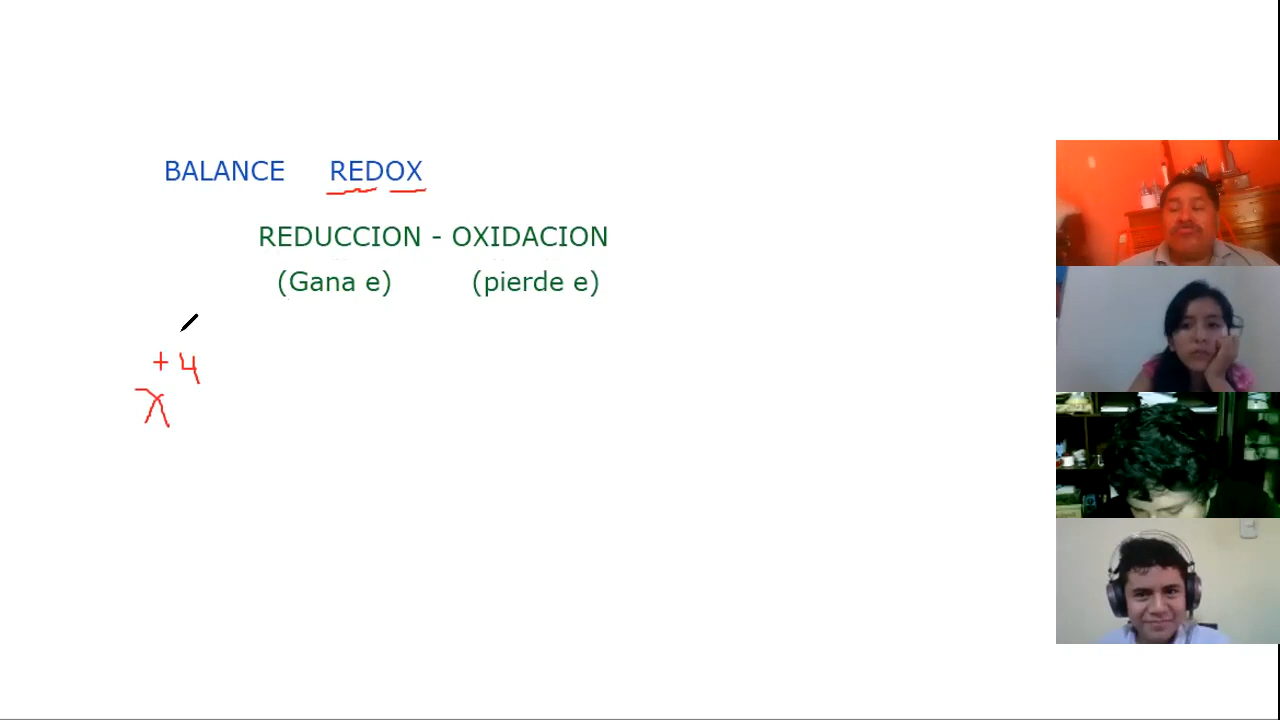 BALANCE REDOX
REDUCCION - OXIDACION
(Gana e) (pierde e)
+4
X